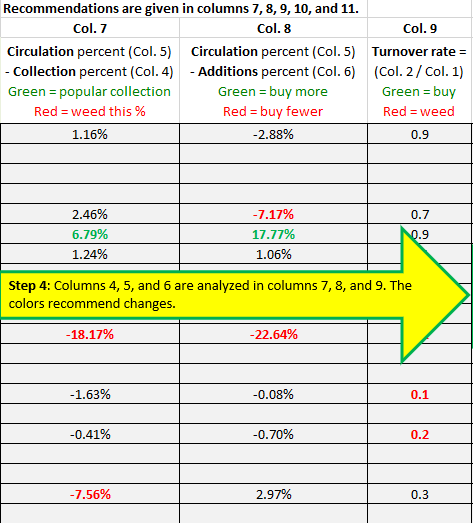 Recommendations are given in columns 7, 8, 9, 10, and 11.
Col. 7 Col. 8 Col. 9
Circulation percent (Col. 5) Circulation percent (Col. 5) Turnover rate =
- Collection percent (Col. 4) - Additions percent (Col. 6) (Col. 2 / Col. 1)
Green = popular collection Green = buy more Green = buy
Red = weed this % Red = buy fewer Red = weed
1.16% -2.88% 0.9
2.46% -7.17% 0.7
6.79% 17.77% 0.9
1.24% 1.06%
Step 4: Columns 4, 5, and 6 are analyzed in columns 7, 8, and 9. The
colors recommend changes.
-18.17% -22.64%
-1.63% -0.08% 0.1
-0.41% -0.70% 0.2
-7.56% 2.97% 0.3